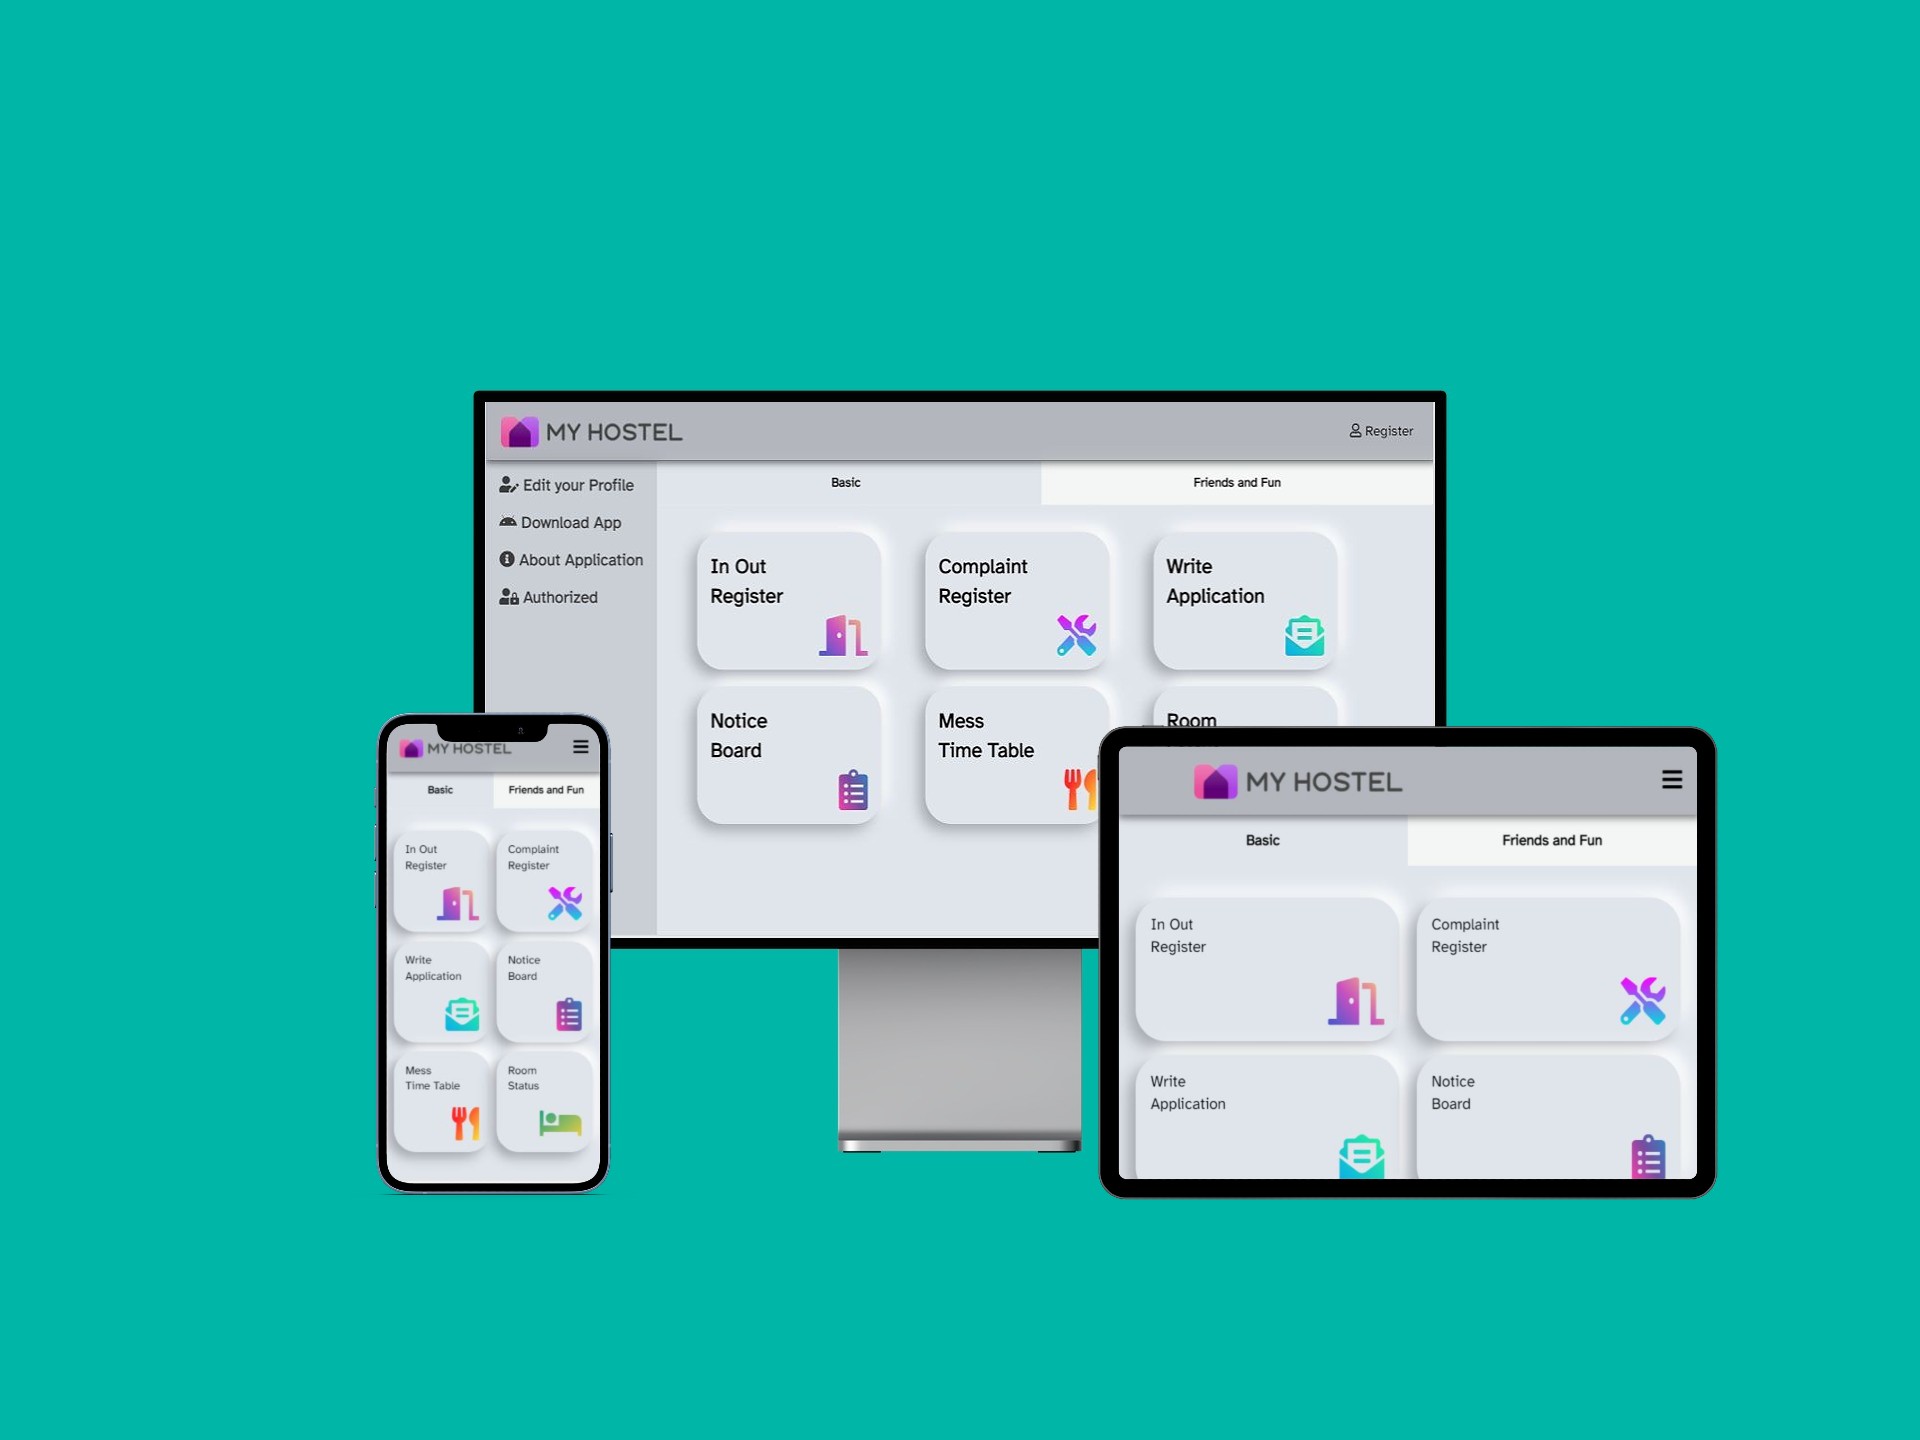 MY HOSTEL
Register
Edit your Profile
Download App
About Application
Authorized
Basic
Friends and Fun
In Out
Register
Complaint
Register
Write
Application
Notice
Board
Mess
Time Table
Room
MY HOSTEL
Basic
Friends and Fun
In Out
Register
Complaint
Register
Write
Application
Notice
Board
Mess
Time Table
Room
Status
MY HOSTEL
Basic
Friends and Fun
In Out
Register
Complaint
Register
Write
Application
Notice
Board